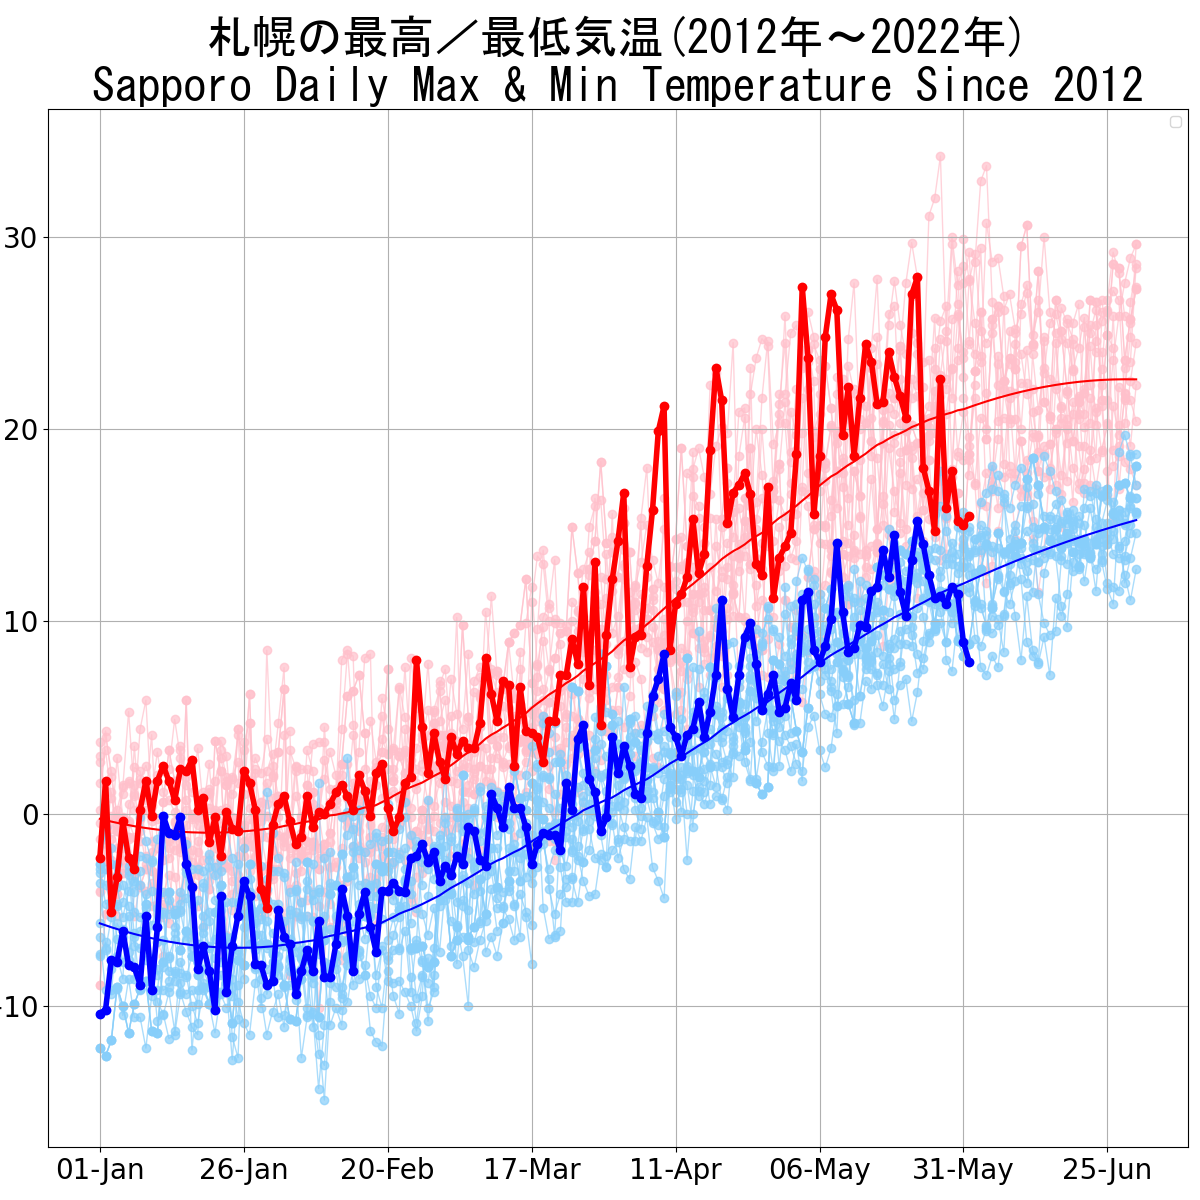 札幌の最高／最低気温(2012年～2022年)
Sapporo Daily Max & Min Temperature Since 2012
30
20
10
0
-10
01-Jan 26-Jan 20-Feb 17-Mar 11-Apr 06-May 31-May 25-Jun